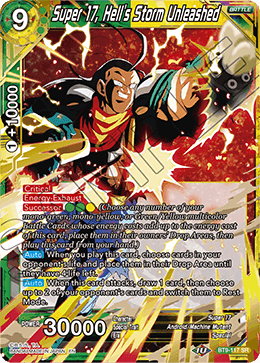 9
Super 17, Hell's Storm Unleashed
BATTLE
1 +10000
Critical
Energy-Exhaust
Successor (Choose any number of your
mono-green, mono-yellow, or Green/Yellow multicolor
Battle Cards whose energy costs add up to the energy cost
of this card, place them in their owners' Drop Areas, then
play this card from your hand.)
Auto When you play this card, choose cards in your
opponent's life and place them in their Drop Area until
they have 4 life left.
Auto When this card attacks, draw 1 card, then choose
up to 2 of your opponent's cards and switch them to Rest
Mode.
POWER 30000
Character
Special Trait
Era
Super 17
Android/Machine Mutant
BT9-117 SR